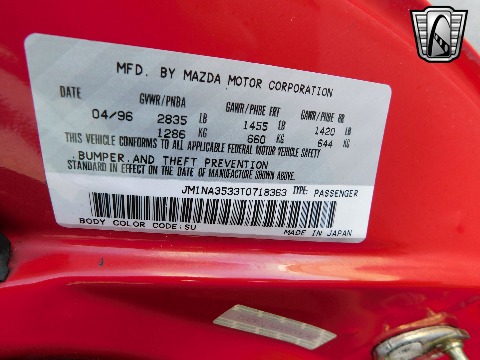 MFD. BY MAZDA MOTOR CORPORATION
DATE GVWR/PNBA GAWR/PNBE FRT GAWR/PNBE RR
04/96 2835 LB 1455 LB 1420 LB
1286 KG 660 KG 644 KG
THIS VEHICLE CONFORMS TO ALL APPLICABLE FEDERAL MOTOR VEHICLE SAFETY
BUMPER AND THEFT PREVENTION
STANDARD IN EFFECT ON THE DATE OF MANUFACTURE SHOWN ABOVE.
JM1NA3533T0718363 TYPE: PASSENGER
BODY COLOR CODE: SU
MADE IN JAPAN